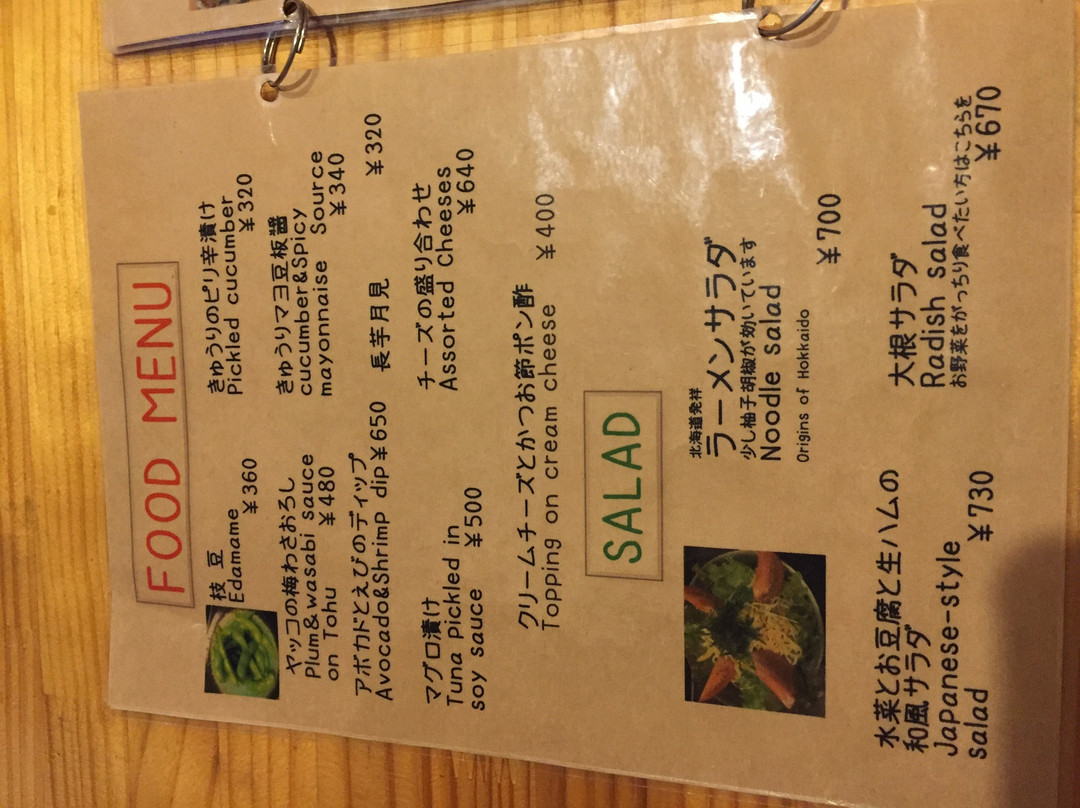 FOOD MENU
枝豆
Edamame
¥360
ヤッコの梅わさおろし
Plum&wasabi sauce
on Tohu ¥480
アボカドとえびのディップ
Avocado&Shrimp dip¥650
マグロ漬け
Tuna Pickled in
soy sauce ¥500
きゅうりのピリ辛漬け
Pickled cucumber
¥320
きゅうりマヨ豆板醤
cucumber&Spicy
mayonnaise Source
¥340
長芋月見 ¥320
チーズの盛り合わせ
Assorted Cheeses
¥640
クリームチーズとかつお節ポン酢
Topping on cream cheese ¥400
SALAD
北海道発祥
ラーメンサラダ
少し柚子胡椒が効いています
Noodle Salad
Origins of Hokkaido
¥700
水菜とお豆腐と生ハムの
和風サラダ
Japanese-style
salad ¥730
大根サラダ
Radish Salad
お野菜をがっちり食べたい方はこちらを
¥670